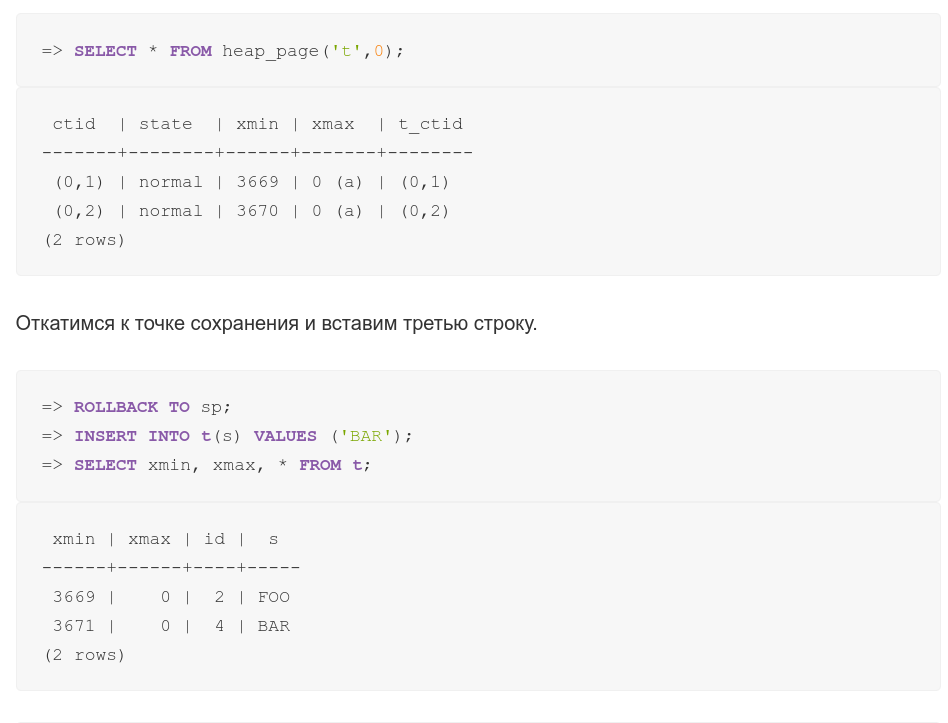 => SELECT * FROM heap_page('t',0);
 ctid  | state  | xmin | xmax  | t_ctid
-------+--------+------+-------+--------
 (0,1) | normal | 3669 | 0 (a) | (0,1)
 (0,2) | normal | 3670 | 0 (a) | (0,2)
(2 rows)
Откатимся к точке сохранения и вставим третью строку.
=> ROLLBACK TO sp;
=> INSERT INTO t(s) VALUES ('BAR');
=> SELECT xmin, xmax, * FROM t;
 xmin | xmax | id |  s
------+------+----+-----
 3669 |    0 |  2 | FOO
 3671 |    0 |  4 | BAR
(2 rows)